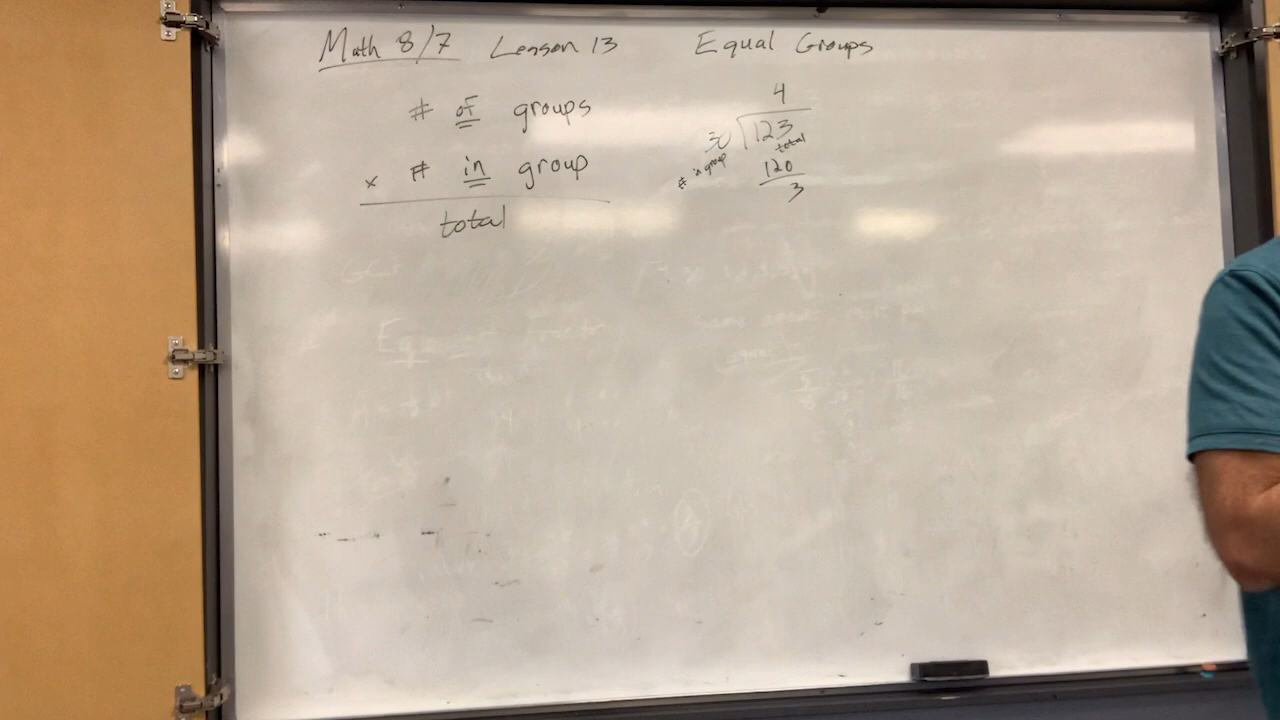 Math 8/7 Lesson 13 Equal Groups
# of groups
x # in group
total
4
30 123
# in group total
120
3